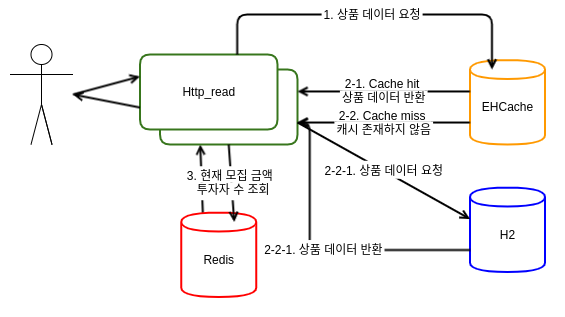 1. 상품 데이터 요청
Http_read
2-1. Cache hit
상품 데이터 반환
EHCache
2-2. Cache miss
캐시 존재하지 않음
2-2-1. 상품 데이터 요청
3. 현재 모집 금액
투자자 수 조회
H2
2-2-1. 상품 데이터 반환
Redis